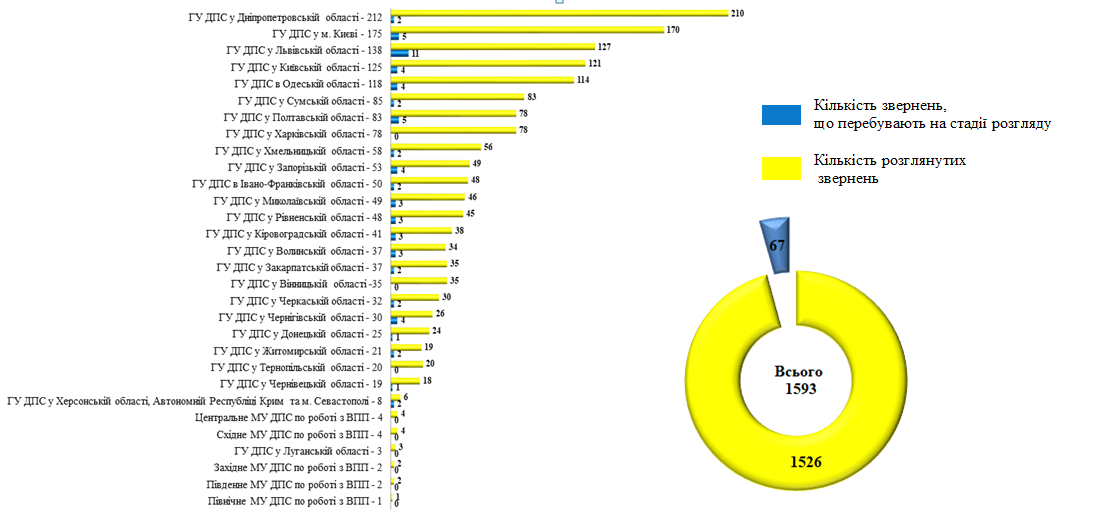 ГУ ДПС у Дніпропетровській області - 212
210
2
ГУ ДПС у м. Києві - 175
170
5
ГУ ДПС у Львівській області - 138
127
11
ГУ ДПС у Київській області - 125
121
4
ГУ ДПС в Одеській області - 118
114
4
ГУ ДПС у Сумській області - 85
83
2
ГУ ДПС у Полтавській області - 83
78
5
ГУ ДПС у Харківській області - 78
78
0
ГУ ДПС у Хмельницькій області - 58
56
2
ГУ ДПС у Запорізькій області - 53
49
4
ГУ ДПС в Івано-Франківській області - 50
48
2
ГУ ДПС у Миколаївській області - 49
46
3
ГУ ДПС у Рівненській області - 48
45
3
ГУ ДПС у Кіровоградській області - 41
38
3
ГУ ДПС у Волинській області - 37
34
3
ГУ ДПС у Закарпатській області - 37
35
2
ГУ ДПС у Вінницькій області -35
35
0
ГУ ДПС у Черкаській області - 32
30
2
ГУ ДПС у Чернігівській області - 30
26
4
ГУ ДПС у Донецькій області - 25
24
1
ГУ ДПС у Житомирській області - 21
19
2
ГУ ДПС у Тернопільській області - 20
20
0
ГУ ДПС у Чернівецькій області - 19
18
1
ГУ ДПС у Херсонській області, Автономній Республіці Крим та м. Севастополі - 8
6
2
Центральне МУ ДПС по роботі з ВПП - 4
4
0
Східне МУ ДПС по роботі з ВПП - 4
4
0
ГУ ДПС у Луганській області - 3
3
0
Західне МУ ДПС по роботі з ВПП - 2
2
0
Південне МУ ДПС по роботі з ВПП - 2
2
0
Північне МУ ДПС по роботі з ВПП - 1
1
0
Кількість звернень,
що перебувають на стадії розгляду
Кількість розглянутих
звернень
67
Всього
1593
1526